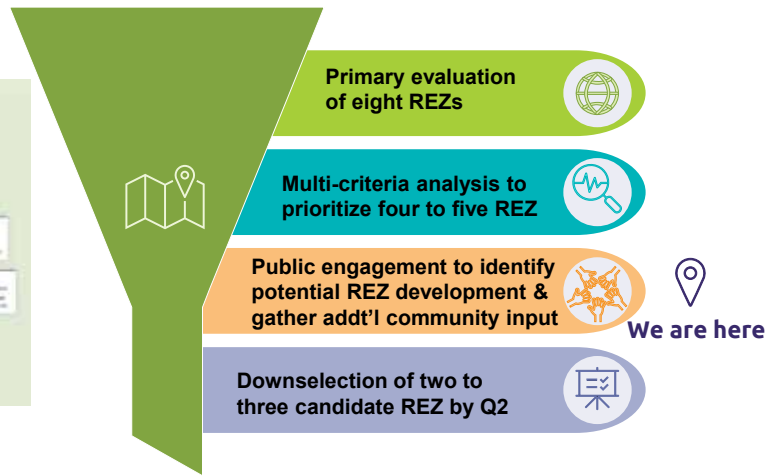 Primary evaluation
of eight REZs
Multi-criteria analysis to
prioritize four to five REZ
Public engagement to identify
potential REZ development &
gather addt'l community input
We are here
Downselection of two to
three candidate REZ by Q2